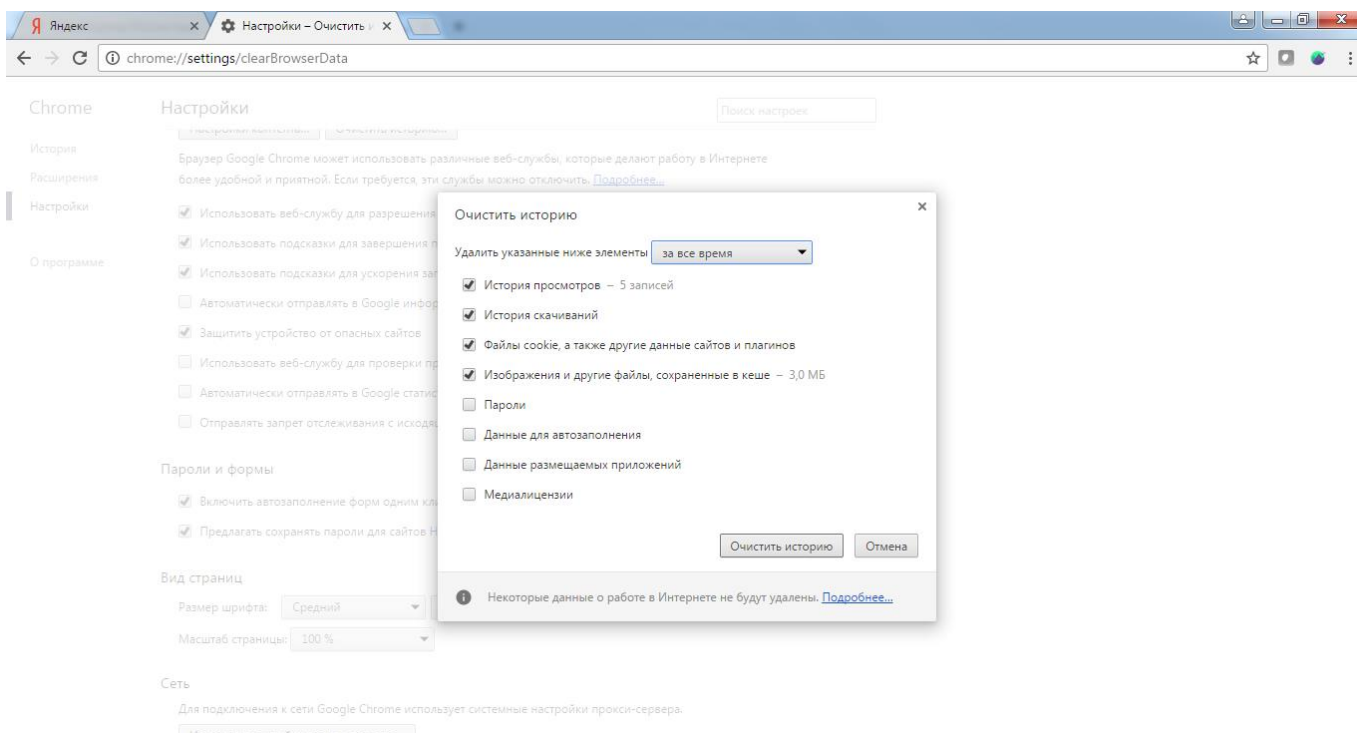 Яндекс
Настройки – Очистить и
chrome://settings/clearBrowserData
Chrome
Настройки
Поиск настроек
История
Расширения
Настройки
О программе
Настройки контента... Очистить историю...
Браузер Google Chrome может использовать различные веб-службы, которые делают работу в Интернете
более удобной и приятной. Если требуется, эти службы можно отключить. Подробнее...
Использовать веб-службу для разрешения
Использовать подсказки для завершения
Использовать подсказки для ускорения
Автоматически отправлять в Google
Защитить устройство от опасных сайтов
Использовать веб-службу для проверки
Автоматически отправлять в Google
Отправлять запрет отслеживания с
Пароли и формы
Включить автозаполнение форм одним
Предлагать сохранять пароли для сайтов
Вид страниц
Размер шрифта: Средний
Масштаб страницы: 100 %
Сеть
Для подключения к сети Google Chrome использует системные настройки прокси-сервера.
Очистить историю
Удалить указанные ниже элементы за все время
История просмотров – 5 записей
История скачиваний
Файлы cookie, а также другие данные сайтов и плагинов
Изображения и другие файлы, сохраненные в кеше – 3,0 МБ
Пароли
Данные для автозаполнения
Данные размещаемых приложений
Медиалицензии
Очистить историю Отмена
Некоторые данные о работе в Интернете не будут удалены. Подробнее...